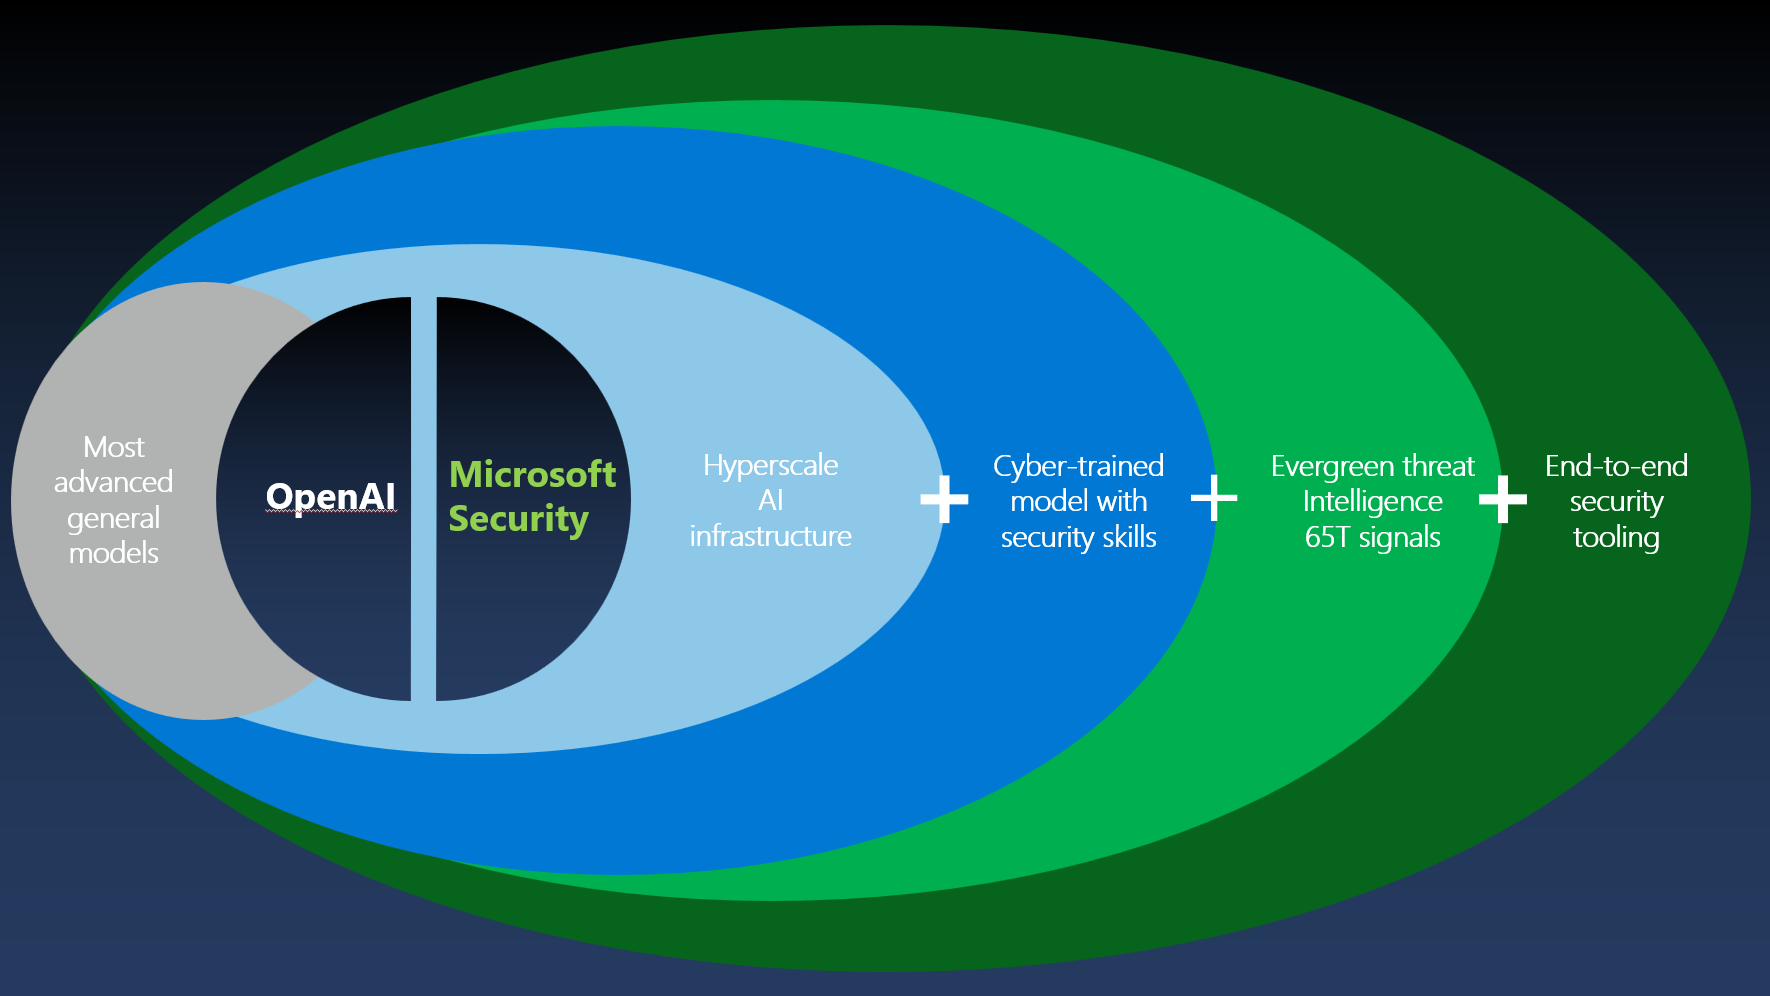 Most
advanced
general
models
OpenAI
Microsoft
Security
Hyperscale
AI
infrastructure
+
Cyber-trained
model with
security skills
+
Evergreen threat
Intelligence
65T signals
+
End-to-end
security
tooling